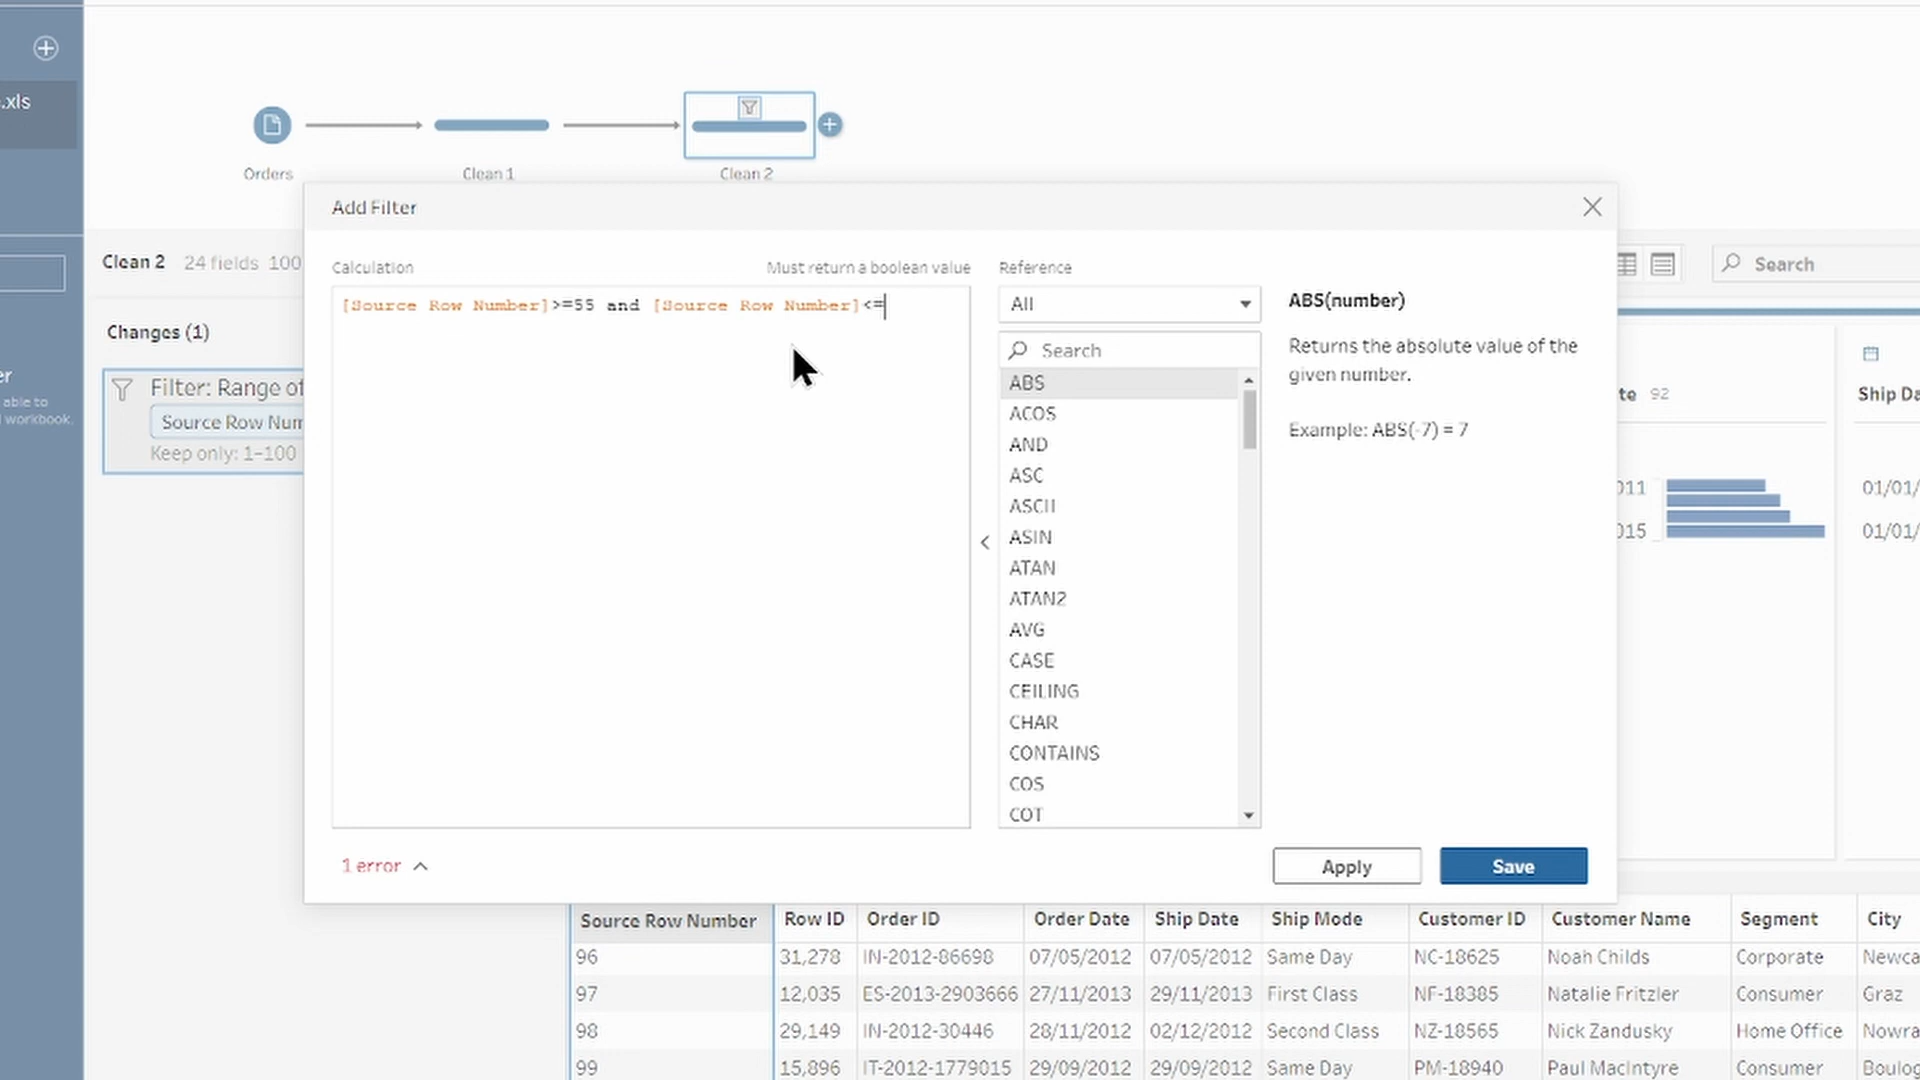 .xls
Orders
Clean 1
Clean 2
Add Filter
Clean 2 24 fields 100
Calculation
Must return a boolean value
Reference
Search
[Source Row Number]>=55 and [Source Row Number]<=
All
ABS(number)
Changes (1)
Search
Returns the absolute value of the
given number.
er
able to
workbook.
Filter: Range of
Source Row Num
Keep only: 1–100
ABS
ACOS
AND
ASC
ASCII
ASIN
ATAN
ATAN2
AVG
CASE
CEILING
CHAR
CONTAINS
COS
COT
Example: ABS(-7) = 7
te 92
Ship Da
011
015
01/01/
01/01/
1 error
Apply
Save
Source Row Number Row ID Order ID Order Date Ship Date Ship Mode Customer ID Customer Name Segment City
96 31,278 IN-2012-86698 07/05/2012 07/05/2012 Same Day NC-18625 Noah Childs Corporate Newca
97 12,035 ES-2013-2903666 27/11/2013 29/11/2013 First Class NF-18385 Natalie Fritzler Consumer Graz
98 29,149 IN-2012-30446 28/11/2012 02/12/2012 Second Class NZ-18565 Nick Zandusky Home Office Nowra
99 15,896 IT-2012-1779015 29/09/2012 29/09/2012 Same Day PM-18940 Paul MacIntyre Consumer Boulog